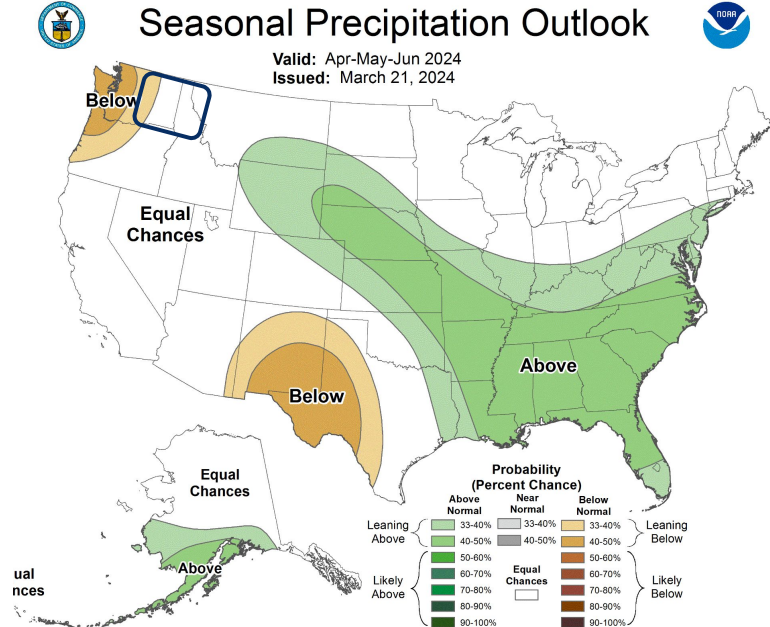 Seasonal Precipitation Outlook
NOAA
Valid: Apr-May-Jun 2024
Issued: March 21, 2024
Below
Equal
Chances
Above
Below
Equal
Chances
Above
ual
nces
Probability
(Percent Chance)
Above
Normal
Near
Normal
Below
Normal
Leaning
Above
33-40%
40-50%
33-40%
40-50%
33-40%
40-50%
Leaning
Below
Likely
Above
50-60%
60-70%
70-80%
80-90%
90-100%
Equal
Chances
50-60%
60-70%
70-80%
80-90%
90-100%
Likely
Below